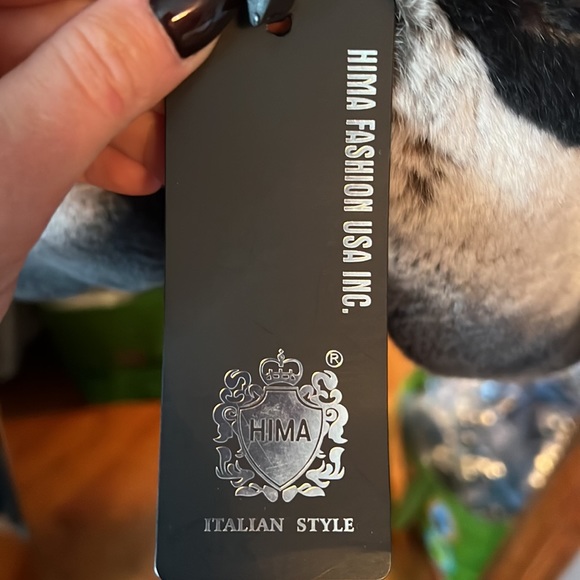 HIMA FASHION USA INC.
®
HIMA
ITALIAN STYLE